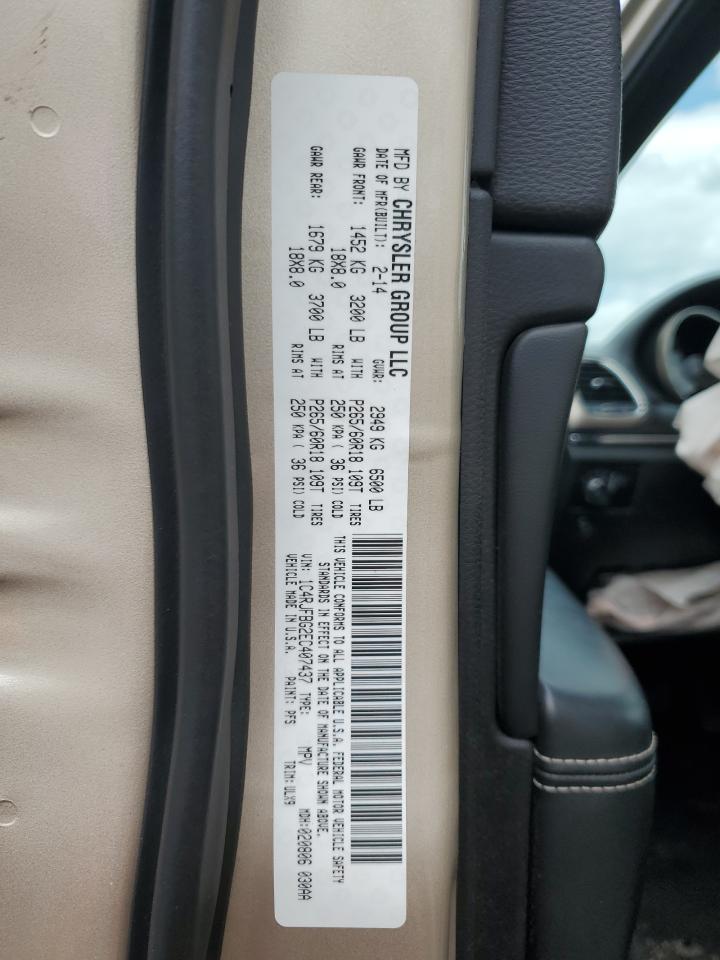 MFD BY CHRYSLER GROUP LLC
DATE OF MFR(BUILT): 2-14 GVWR: 2949 KG 6500 LB
GAWR FRONT: 1452 KG 3200 LB WITH P265/60R18 109T TIRES
18X8.0 RIMS AT 250 KPA ( 36 PSI) COLD
GAWR REAR: 1679 KG 3700 LB WITH P265/60R18 109T TIRES
18X8.0 RIMS AT 250 KPA ( 36 PSI) COLD
THIS VEHICLE CONFORMS TO ALL APPLICABLE U.S.A. FEDERAL MOTOR VEHICLE SAFETY
STANDARDS IN EFFECT ON THE DATE OF MANUFACTURE SHOWN ABOVE.
VIN: 1C4RJFBG2EC407437 TYPE: MPV MDH:020806 030AA
VEHICLE MADE IN U.S.A. PAINT: PFS TRIM: ULX9